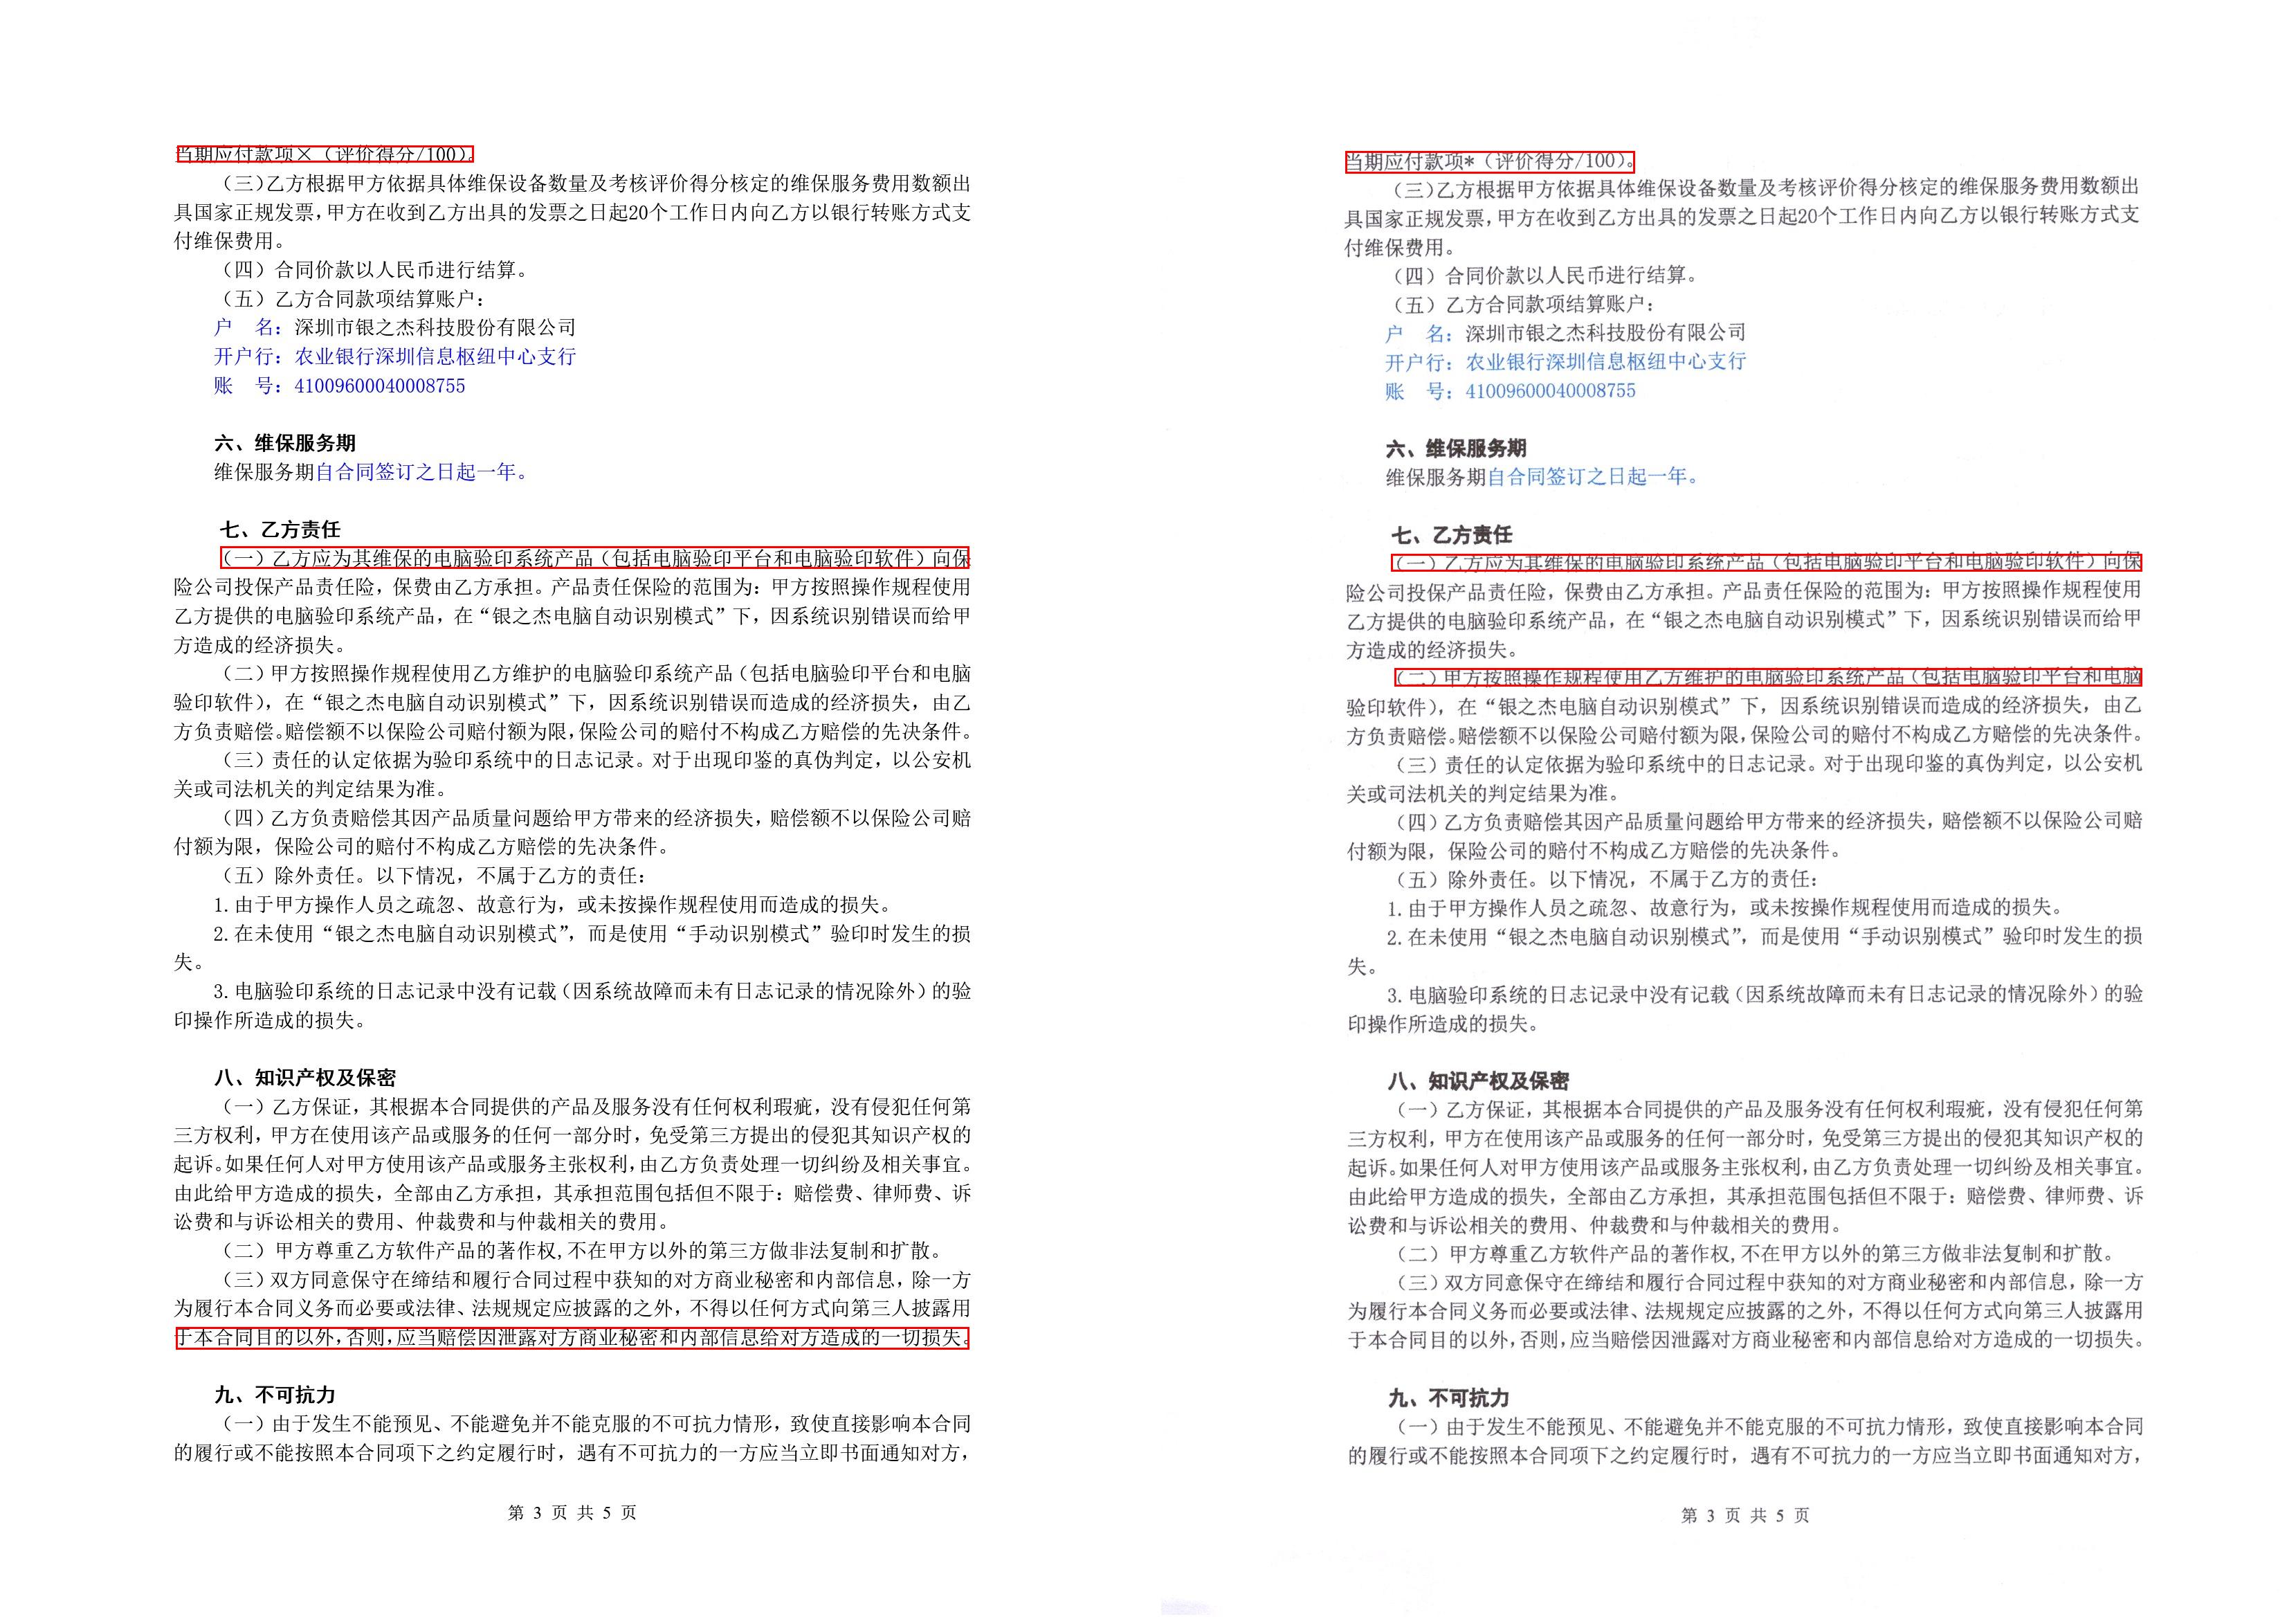 当期应付款项×（评价得分/100）。
（三）乙方根据甲方依据具体维保设备数量及考核评价得分核定的维保服务费用数额出
具国家正规发票，甲方在收到乙方出具的发票之日起20个工作日内向乙方以银行转账方式支
付维保费用。
（四）合同价款以人民币进行结算。
（五）乙方合同款项结算账户：
户　名：深圳市银之杰科技股份有限公司
开户行：农业银行深圳信息枢纽中心支行
账　号：41009600040008755
六、维保服务期
维保服务期自合同签订之日起一年。
七、乙方责任
（一）乙方应为其维保的电脑验印系统产品（包括电脑验印平台和电脑验印软件）向保
险公司投保产品责任险，保费由乙方承担。产品责任保险的范围为：甲方按照操作规程使用
乙方提供的电脑验印系统产品，在“银之杰电脑自动识别模式”下，因系统识别错误而给甲
方造成的经济损失。
（二）甲方按照操作规程使用乙方维护的电脑验印系统产品（包括电脑验印平台和电脑
验印软件），在“银之杰电脑自动识别模式”下，因系统识别错误而造成的经济损失，由乙
方负责赔偿。赔偿额不以保险公司赔付额为限，保险公司的赔付不构成乙方赔偿的先决条件。
（三）责任的认定依据为验印系统中的日志记录。对于出现印鉴的真伪判定，以公安机
关或司法机关的判定结果为准。
（四）乙方负责赔偿其因产品质量问题给甲方带来的经济损失，赔偿额不以保险公司赔
付额为限，保险公司的赔付不构成乙方赔偿的先决条件。
（五）除外责任。以下情况，不属于乙方的责任：
1.由于甲方操作人员之疏忽、故意行为，或未按操作规程使用而造成的损失。
2.在未使用“银之杰电脑自动识别模式”，而是使用“手动识别模式”验印时发生的损
失。
3.电脑验印系统的日志记录中没有记载（因系统故障而未有日志记录的情况除外）的验
印操作所造成的损失。
八、知识产权及保密
（一）乙方保证，其根据本合同提供的产品及服务没有任何权利瑕疵，没有侵犯任何第
三方权利，甲方在使用该产品或服务的任何一部分时，免受第三方提出的侵犯其知识产权的
起诉。如果任何人对甲方使用该产品或服务主张权利，由乙方负责处理一切纠纷及相关事宜。
由此给甲方造成的损失，全部由乙方承担，其承担范围包括但不限于：赔偿费、律师费、诉
讼费和与诉讼相关的费用、仲裁费和与仲裁相关的费用。
（二）甲方尊重乙方软件产品的著作权,不在甲方以外的第三方做非法复制和扩散。
（三）双方同意保守在缔结和履行合同过程中获知的对方商业秘密和内部信息，除一方
为履行本合同义务而必要或法律、法规规定应披露的之外，不得以任何方式向第三人披露用
于本合同目的以外，否则，应当赔偿因泄露对方商业秘密和内部信息给对方造成的一切损失。
九、不可抗力
（一）由于发生不能预见、不能避免并不能克服的不可抗力情形，致使直接影响本合同
的履行或不能按照本合同项下之约定履行时，遇有不可抗力的一方应当立即书面通知对方，
第 3 页 共 5 页
当期应付款项*（评价得分/100）。
（三）乙方根据甲方依据具体维保设备数量及考核评价得分核定的维保服务费用数额出
具国家正规发票，甲方在收到乙方出具的发票之日起20个工作日内向乙方以银行转账方式支
付维保费用。
（四）合同价款以人民币进行结算。
（五）乙方合同款项结算账户：
户　名：深圳市银之杰科技股份有限公司
开户行：农业银行深圳信息枢纽中心支行
账　号：41009600040008755
六、维保服务期
维保服务期自合同签订之日起一年。
七、乙方责任
（一）乙方应为其维保的电脑验印系统产品（包括电脑验印平台和电脑验印软件）向保
险公司投保产品责任险，保费由乙方承担。产品责任保险的范围为：甲方按照操作规程使用
乙方提供的电脑验印系统产品，在“银之杰电脑自动识别模式”下，因系统识别错误而给甲
方造成的经济损失。
（二）甲方按照操作规程使用乙方维护的电脑验印系统产品（包括电脑验印平台和电脑
验印软件），在“银之杰电脑自动识别模式”下，因系统识别错误而造成的经济损失，由乙
方负责赔偿。赔偿额不以保险公司赔付额为限，保险公司的赔付不构成乙方赔偿的先决条件。
（三）责任的认定依据为验印系统中的日志记录。对于出现印鉴的真伪判定，以公安机
关或司法机关的判定结果为准。
（四）乙方负责赔偿其因产品质量问题给甲方带来的经济损失，赔偿额不以保险公司赔
付额为限，保险公司的赔付不构成乙方赔偿的先决条件。
（五）除外责任。以下情况，不属于乙方的责任：
1.由于甲方操作人员之疏忽、故意行为，或未按操作规程使用而造成的损失。
2.在未使用“银之杰电脑自动识别模式”，而是使用“手动识别模式”验印时发生的损
失。
3.电脑验印系统的日志记录中没有记载（因系统故障而未有日志记录的情况除外）的验
印操作所造成的损失。
八、知识产权及保密
（一）乙方保证，其根据本合同提供的产品及服务没有任何权利瑕疵，没有侵犯任何第
三方权利，甲方在使用该产品或服务的任何一部分时，免受第三方提出的侵犯其知识产权的
起诉。如果任何人对甲方使用该产品或服务主张权利，由乙方负责处理一切纠纷及相关事宜。
由此给甲方造成的损失，全部由乙方承担，其承担范围包括但不限于：赔偿费、律师费、诉
讼费和与诉讼相关的费用、仲裁费和与仲裁相关的费用。
（二）甲方尊重乙方软件产品的著作权,不在甲方以外的第三方做非法复制和扩散。
（三）双方同意保守在缔结和履行合同过程中获知的对方商业秘密和内部信息，除一方
为履行本合同义务而必要或法律、法规规定应披露的之外，不得以任何方式向第三人披露用
于本合同目的以外，否则，应当赔偿因泄露对方商业秘密和内部信息给对方造成的一切损失。
九、不可抗力
（一）由于发生不能预见、不能避免并不能克服的不可抗力情形，致使直接影响本合同
的履行或不能按照本合同项下之约定履行时，遇有不可抗力的一方应当立即书面通知对方，
第 3 页 共 5 页